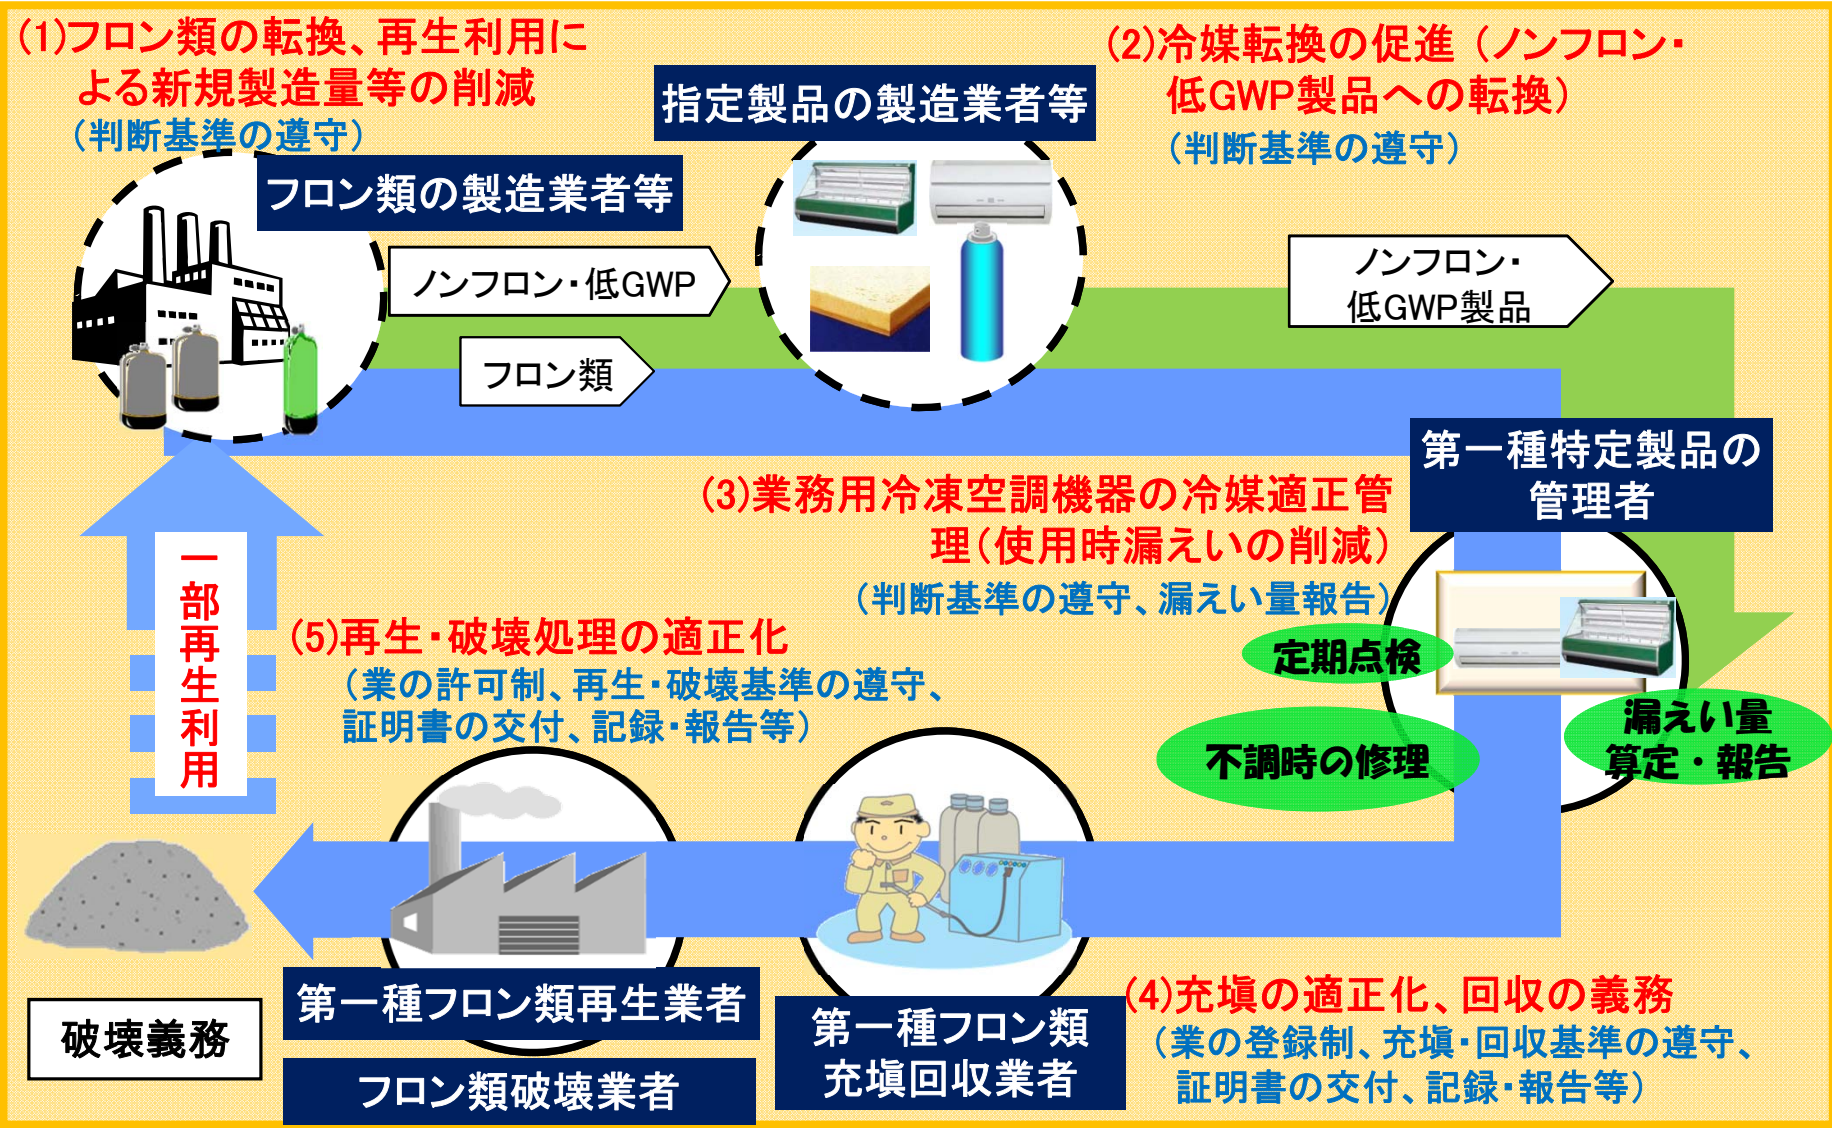 (1)フロン類の転換、再生利用に
よる新規製造量等の削減
（判断基準の遵守）
フロン類の製造業者等
指定製品の製造業者等
(2)冷媒転換の促進（ノンフロン・
低GWP製品への転換）
（判断基準の遵守）
ノンフロン・低GWP
フロン類
ノンフロン・
低GWP製品
第一種特定製品の
管理者
(3)業務用冷凍空調機器の冷媒適正管
理（使用時漏えいの削減）
（判断基準の遵守、漏えい量報告）
定期点検
不調時の修理
漏えい量
算定・報告
一部再生利用
(5)再生・破壊処理の適正化
（業の許可制、再生・破壊基準の遵守、
証明書の交付、記録・報告等）
破壊義務
第一種フロン類再生業者
フロン類破壊業者
第一種フロン類
充塡回収業者
(4)充塡の適正化、回収の義務
（業の登録制、充塡・回収基準の遵守、
証明書の交付、記録・報告等）